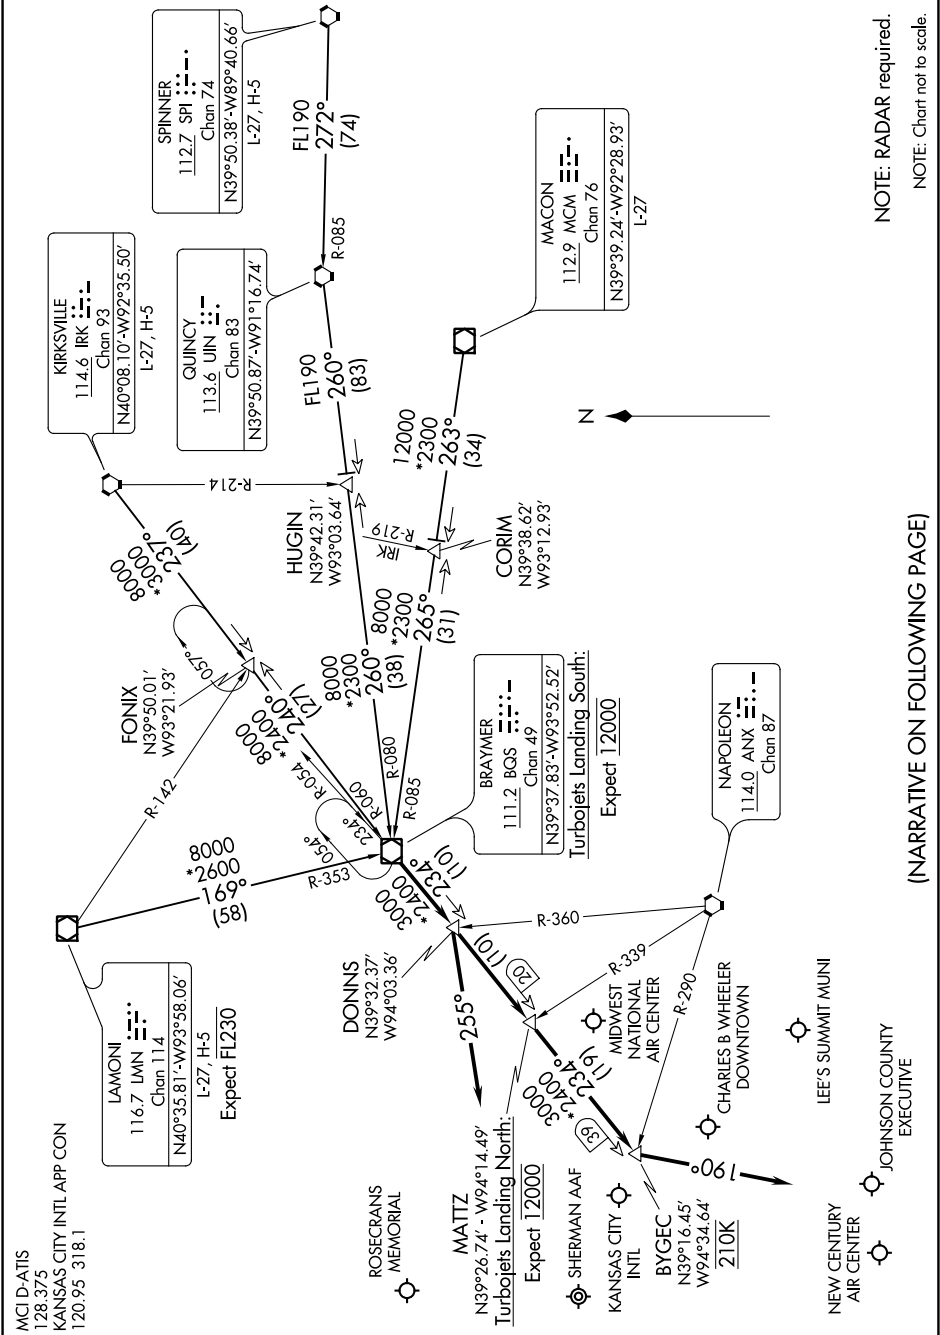 MCI D-ATIS
128.375
KANSAS CITY INTL APP CON
120.95 318.1
SPINNER
112.7 SPI
Chan 74
N39°50.38'-W89°40.66'
L-27, H-5
KIRKSVILLE
114.6 IRK
Chan 93
N40°08.10'-W92°35.50'
L-27, H-5
QUINCY
113.6 UIN
Chan 83
N39°50.87'-W91°16.74'
MACON
112.9 MCM
Chan 76
N39°39.24'-W92°28.93'
L-27
LAMONI
116.7 LMN
Chan 114
N40°35.81'-W93°58.06'
L-27, H-5
Expect FL230
BRAYMER
111.2 BQS
Chan 49
N39°37.83'-W93°52.52'
Turbojets Landing South:
Expect 12000
NAPOLEON
114.0 ANX
Chan 87
FL190
272°
(74)
R-085
FL190
260°
(83)
12000
*2300
263°
(34)
R-214
HUGIN
N39°42.31'
W93°03.64'
IRK
R-219
CORIM
N39°38.62'
W93°12.93'
8000
*3000
237°
(40)
057°
FONIX
N39°50.01'
W93°21.93'
8000
*2400
240°
(27)
8000
*2300
260°
(38)
8000
*2300
265°
(31)
R-142
8000
*2600
169°
(58)
R-353
R-054
R-060
R-080
R-085
054°
234°
3000
*2400
234°
(10)
DONNS
N39°32.37'
W94°03.36'
255°
(10)
20
R-360
R-339
R-290
MATTZ
N39°26.74' - W94°14.49'
Turbojets Landing North:
Expect 12000
3000
*2400
234°
(19)
39
BYGEC
N39°16.45'
W94°34.64'
210K
190°
ROSECRANS
MEMORIAL
SHERMAN AAF
KANSAS CITY
INTL
MIDWEST
NATIONAL
AIR CENTER
CHARLES B WHEELER
DOWNTOWN
LEE'S SUMMIT MUNI
JOHNSON COUNTY
EXECUTIVE
NEW CENTURY
AIR CENTER
N
NOTE: RADAR required.
NOTE: Chart not to scale.
(NARRATIVE ON FOLLOWING PAGE)